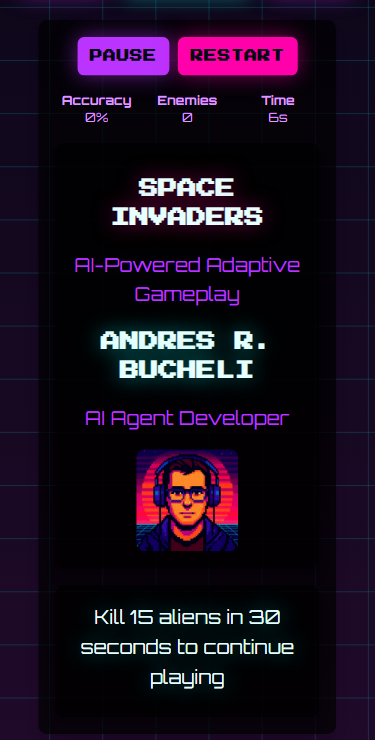 PAUSE RESTART
Accuracy Enemies Time
0% 0 6s
SPACE
INVADERS
AI-Powered Adaptive
Gameplay
ANDRES R.
BUCHELI
AI Agent Developer
Kill 15 aliens in 30
seconds to continue
playing